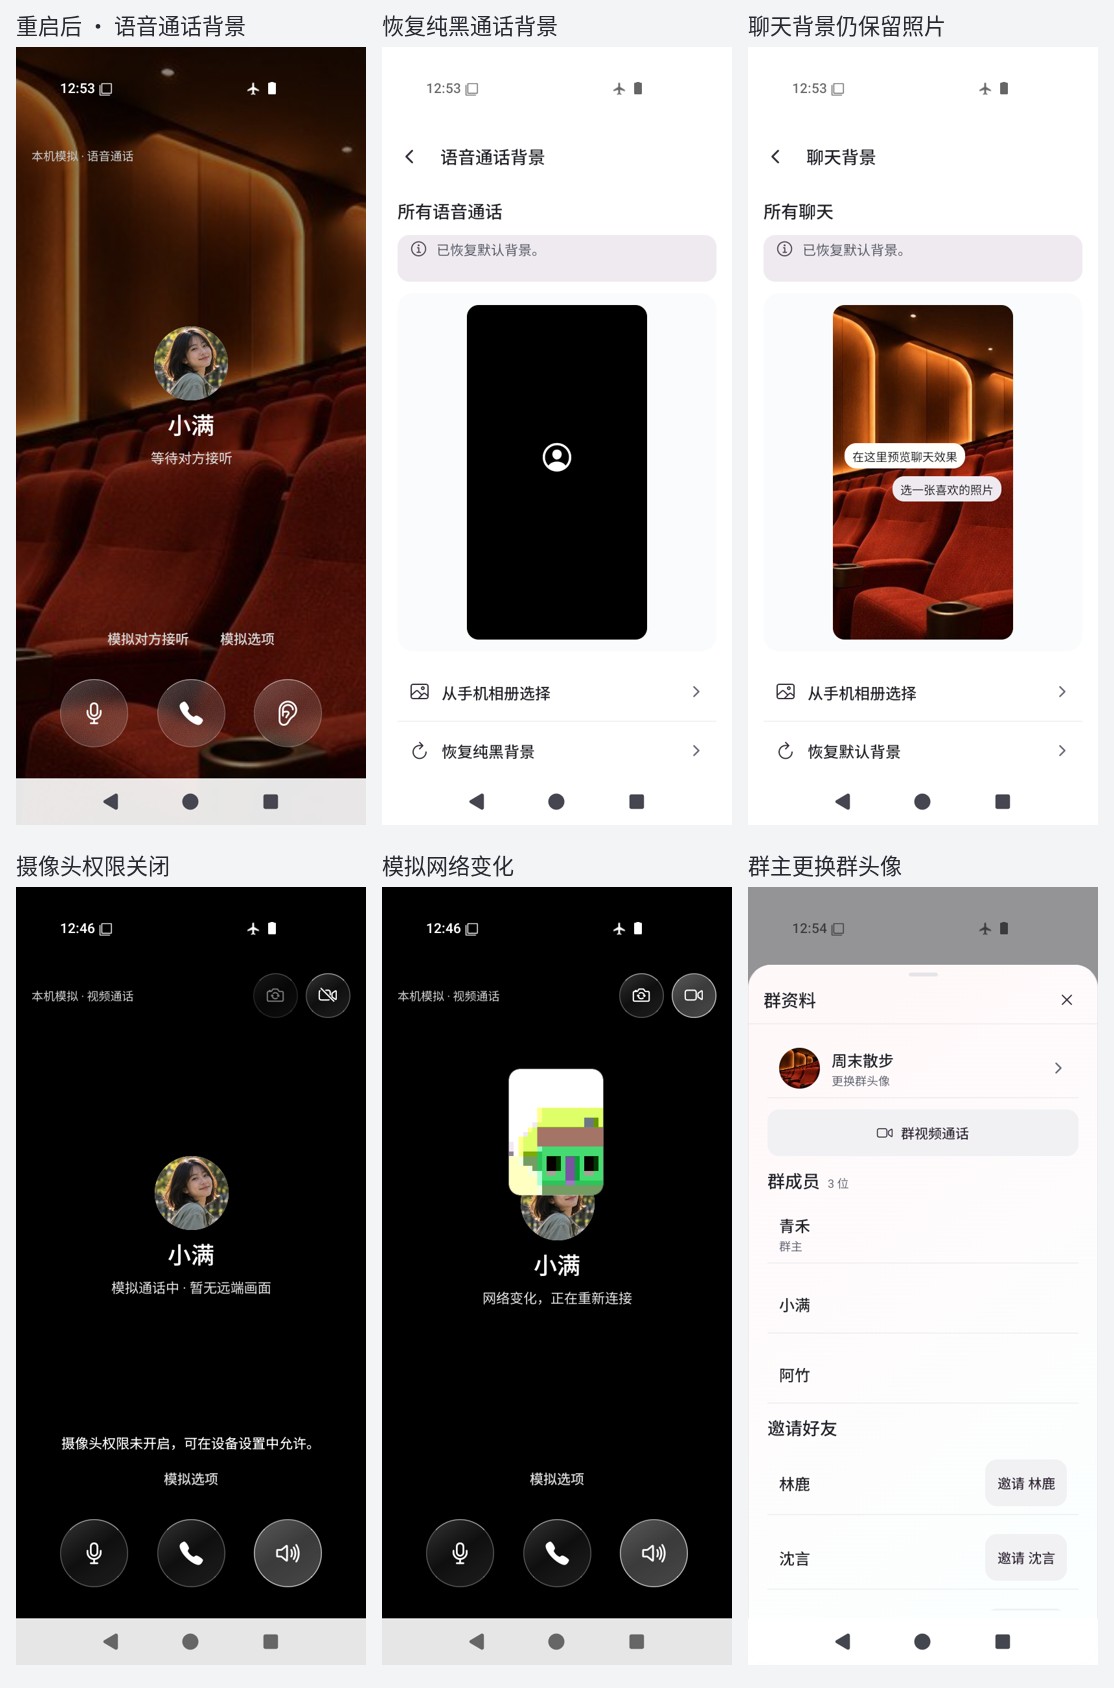 重启后 · 语音通话背景
12:53
本机模拟 · 语音通话
小满
等待对方接听
模拟对方接听 模拟选项
恢复纯黑通话背景
12:53
语音通话背景
所有语音通话
已恢复默认背景。
从手机相册选择
恢复纯黑背景
聊天背景仍保留照片
12:53
聊天背景
所有聊天
已恢复默认背景。
在这里预览聊天效果
选一张喜欢的照片
从手机相册选择
恢复默认背景
摄像头权限关闭
12:46
本机模拟 · 视频通话
小满
模拟通话中 · 暂无远端画面
摄像头权限未开启，可在设备设置中允许。
模拟选项
模拟网络变化
12:46
本机模拟 · 视频通话
小满
网络变化，正在重新连接
模拟选项
群主更换群头像
12:54
群资料
周末散步
更换群头像
群视频通话
群成员 3 位
青禾
群主
小满
阿竹
邀请好友
林鹿 邀请 林鹿
沈言 邀请 沈言